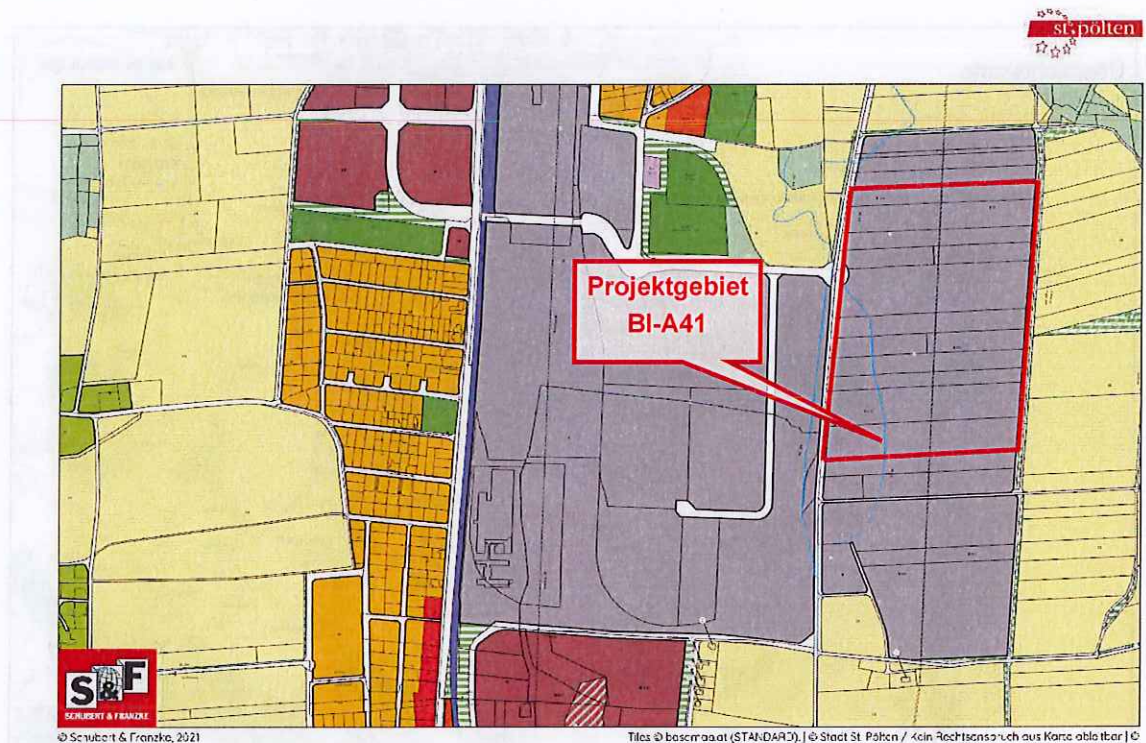 st.pölten
Projektgebiet
BI-A41
S&F
SCHUBERT & FRANZKE
© Schubert & Franzke, 2021
Tiles © basemap.at (STANDARD). | © Stadt St. Pölten / Kein Rechtsanspruch aus Karte ableitbar | ©